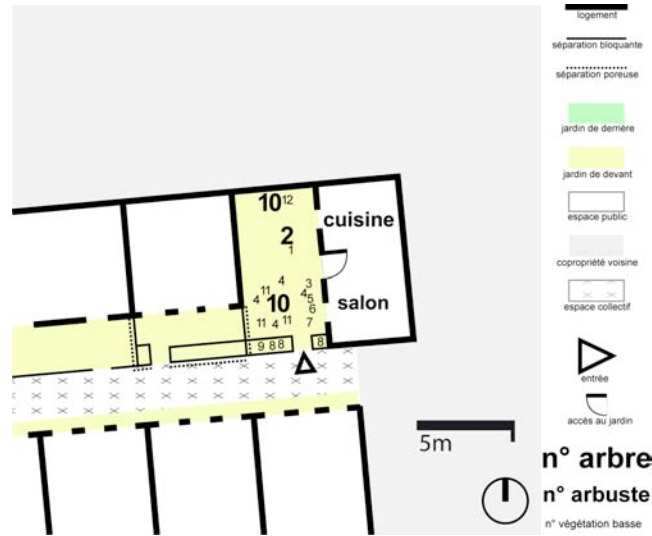 logement
séparation bloquante
séparation poreuse
jardin de derrière
jardin de devant
espace public
copropriété voisine
espace collectif
entrée
accès au jardin
n° arbre
n° arbuste
n° végétation basse
10 12
cuisine
2
1
4
3
11
4
4
5
10
salon
6
11 4 11
7
9 8 8
8
5m